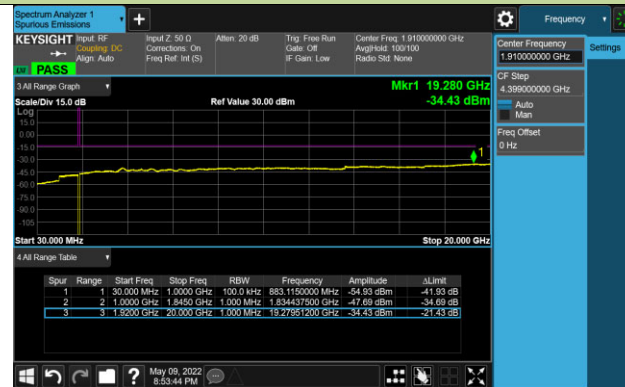 Spectrum Analyzer 1
Spurious Emissions
+
Frequency
KEYSIGHT
Input: RF
Coupling: DC
Align: Auto
Input Z: 50 Ω
Corrections: On
Freq Ref: Int (S)
Atten: 20 dB
Trig: Free Run
Gate: Off
IF Gain: Low
Center Freq: 1.910000000 GHz
Avg|Hold: 100/100
Radio Std: None
PASS
Center Frequency
1.910000000 GHz
Settings
CF Step
4.399000000 GHz
Auto
Man
Freq Offset
0 Hz
3 All Range Graph
Mkr1 19.280 GHz
Scale/Div 15.0 dB
Ref Value 30.00 dBm
-34.43 dBm
Log
15.0
0.00
-15.0
-30.0
-45.0
-60.0
-75.0
-90.0
-105
1
Start 30.000 MHz
Stop 20.000 GHz
4 All Range Table
Spur Range Start Freq Stop Freq RBW Frequency Amplitude ΔLimit
1 1 30.000 MHz 1.0000 GHz 100.0 kHz 883.1150000 MHz -54.93 dBm -41.93 dB
2 2 1.0000 GHz 1.8450 GHz 1.000 MHz 1.834437500 GHz -47.69 dBm -34.69 dB
3 3 1.9200 GHz 20.000 GHz 1.000 MHz 19.27951200 GHz -34.43 dBm -21.43 dB
?
May 09, 2022
8:53:44 PM